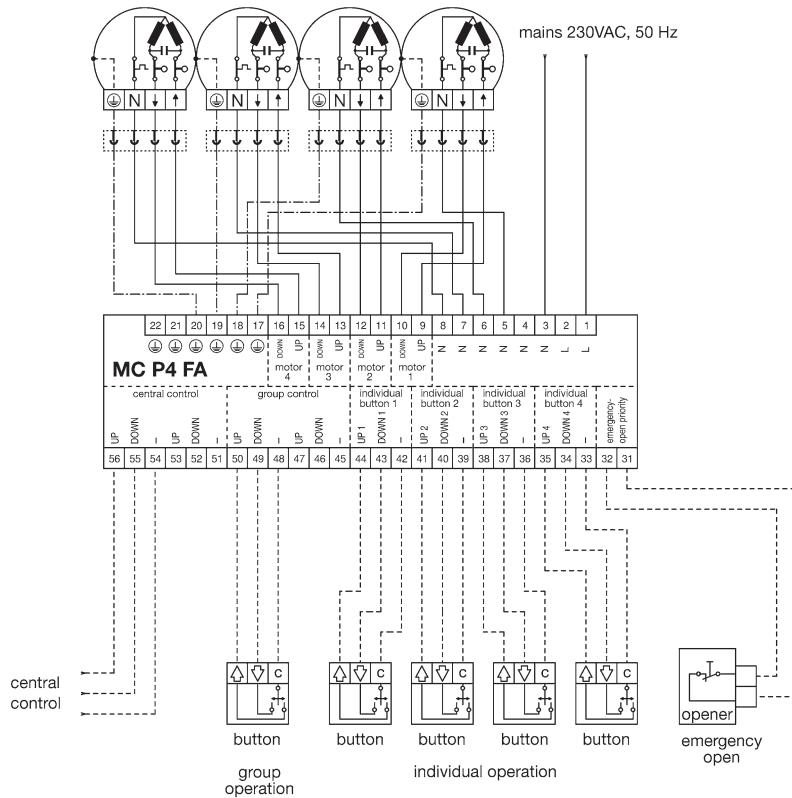 mains 230VAC, 50 Hz
N
N
N
N
22 21 20 19 18 17 16 15 14 13 12 11 10 9 8 7 6 5 4 3 2 1
DOWN UP DOWN UP DOWN UP DOWN UP N N N N N N L L
motor 4
motor 3
motor 2
motor 1
MC P4 FA
central control
group control
individual button 1
individual button 2
individual button 3
individual button 4
emergency-open priority
UP DOWN – UP DOWN – UP DOWN – UP DOWN – UP 1 DOWN 1 – UP 2 DOWN 2 – UP 3 DOWN 3 – UP 4 DOWN 4 –
56 55 54 53 52 51 50 49 48 47 46 45 44 43 42 41 40 39 38 37 36 35 34 33 32 31
C
C
C
C
C
central
control
opener
button
button
button
button
button
emergency
open
group
operation
individual operation